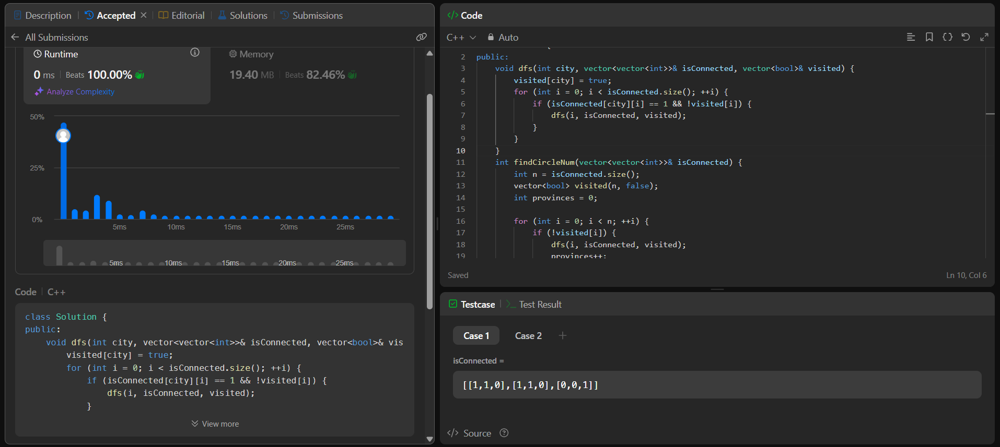 Description
Accepted
Editorial
Solutions
Submissions
All Submissions
Runtime
0 ms Beats 100.00%
Analyze Complexity
Memory
19.40 MB Beats 82.46%
50%
25%
0%
5ms 10ms 15ms 20ms 25ms
5ms 10ms 15ms 20ms 25ms
Code C++
class Solution {
public:
    void dfs(int city, vector<vector<int>>& isConnected, vector<bool>& vis
        visited[city] = true;
        for (int i = 0; i < isConnected.size(); ++i) {
            if (isConnected[city][i] == 1 && !visited[i]) {
                dfs(i, isConnected, visited);
            }
View more
</> Code
C++ Auto
{
2 public:
3     void dfs(int city, vector<vector<int>>& isConnected, vector<bool>& visited) {
4         visited[city] = true;
5         for (int i = 0; i < isConnected.size(); ++i) {
6             if (isConnected[city][i] == 1 && !visited[i]) {
7                 dfs(i, isConnected, visited);
8             }
9         }
10     }
11     int findCircleNum(vector<vector<int>>& isConnected) {
12         int n = isConnected.size();
13         vector<bool> visited(n, false);
14         int provinces = 0;
15
16         for (int i = 0; i < n; ++i) {
17             if (!visited[i]) {
18                 dfs(i, isConnected, visited);
19                 provinces++;
Saved
Ln 10, Col 6
Testcase
Test Result
Case 1
Case 2
isConnected =
[[1,1,0],[1,1,0],[0,0,1]]
</> Source